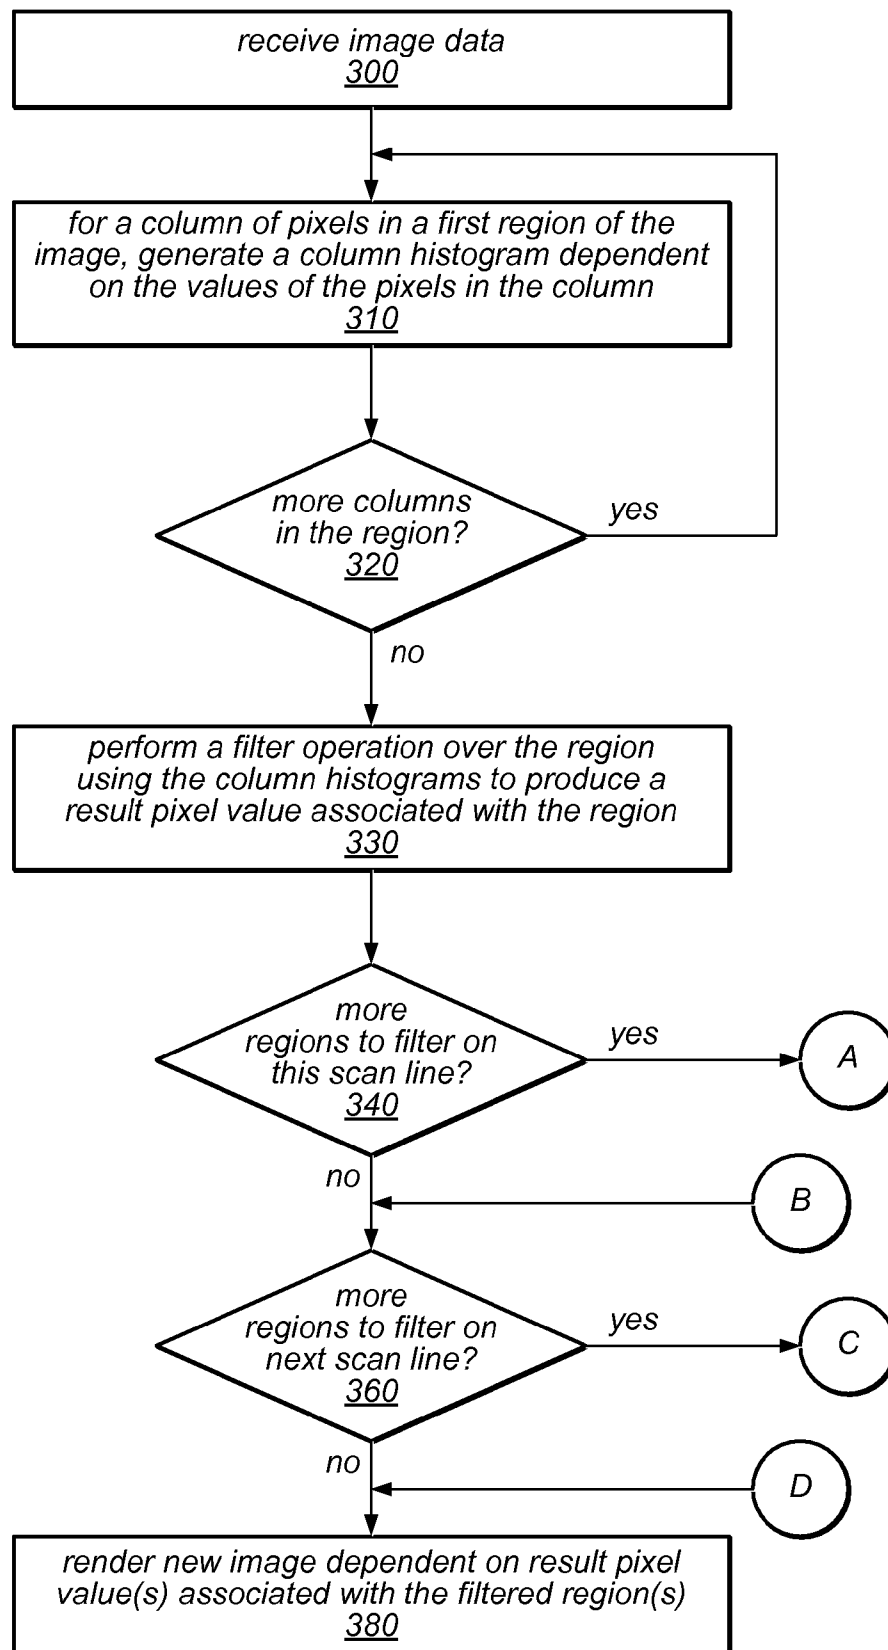 receive image data
300
for a column of pixels in a first region of the
image, generate a column histogram dependent
on the values of the pixels in the column
310
more columns
in the region?
320
yes
no
perform a filter operation over the region
using the column histograms to produce a
result pixel value associated with the region
330
more
regions to filter on
this scan line?
340
yes
A
no
B
more
regions to filter on
next scan line?
360
yes
C
no
D
render new image dependent on result pixel
value(s) associated with the filtered region(s)
380